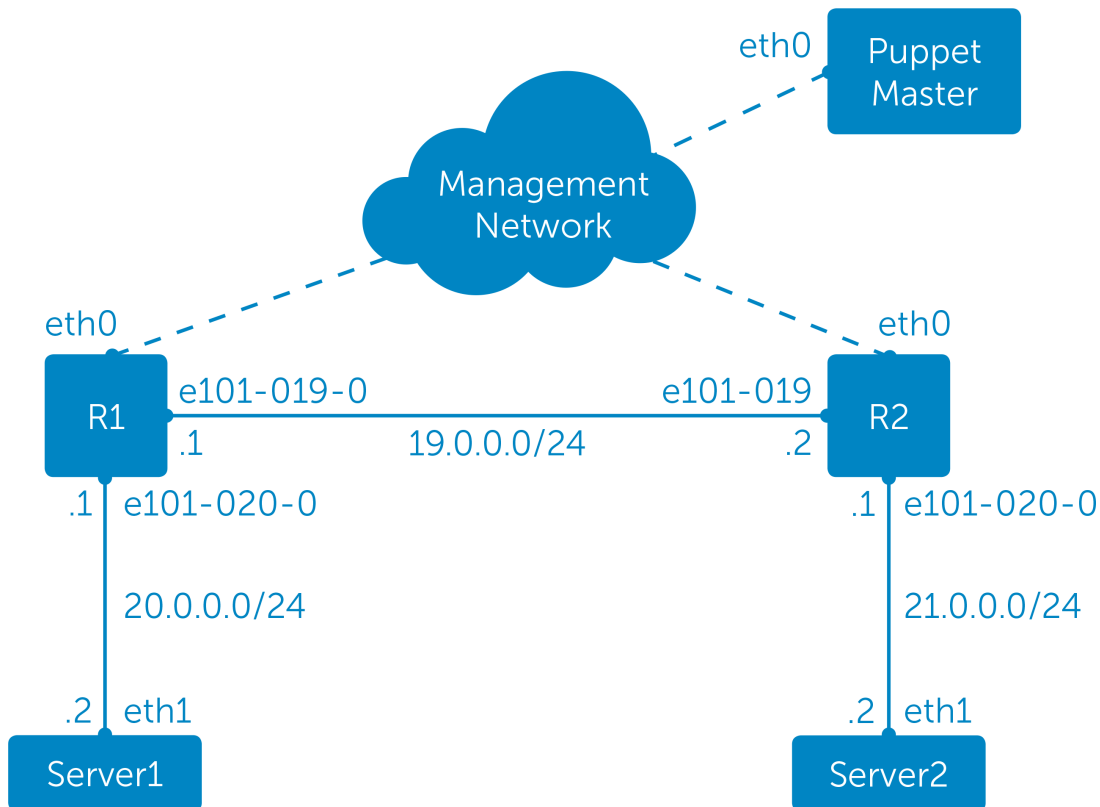 eth0
Puppet
Master
Management
Network
eth0
eth0
R1
e101-019-0
e101-019
R2
.1
19.0.0.0/24
.2
.1
e101-020-0
.1
e101-020-0
20.0.0.0/24
21.0.0.0/24
.2
eth1
.2
eth1
Server1
Server2